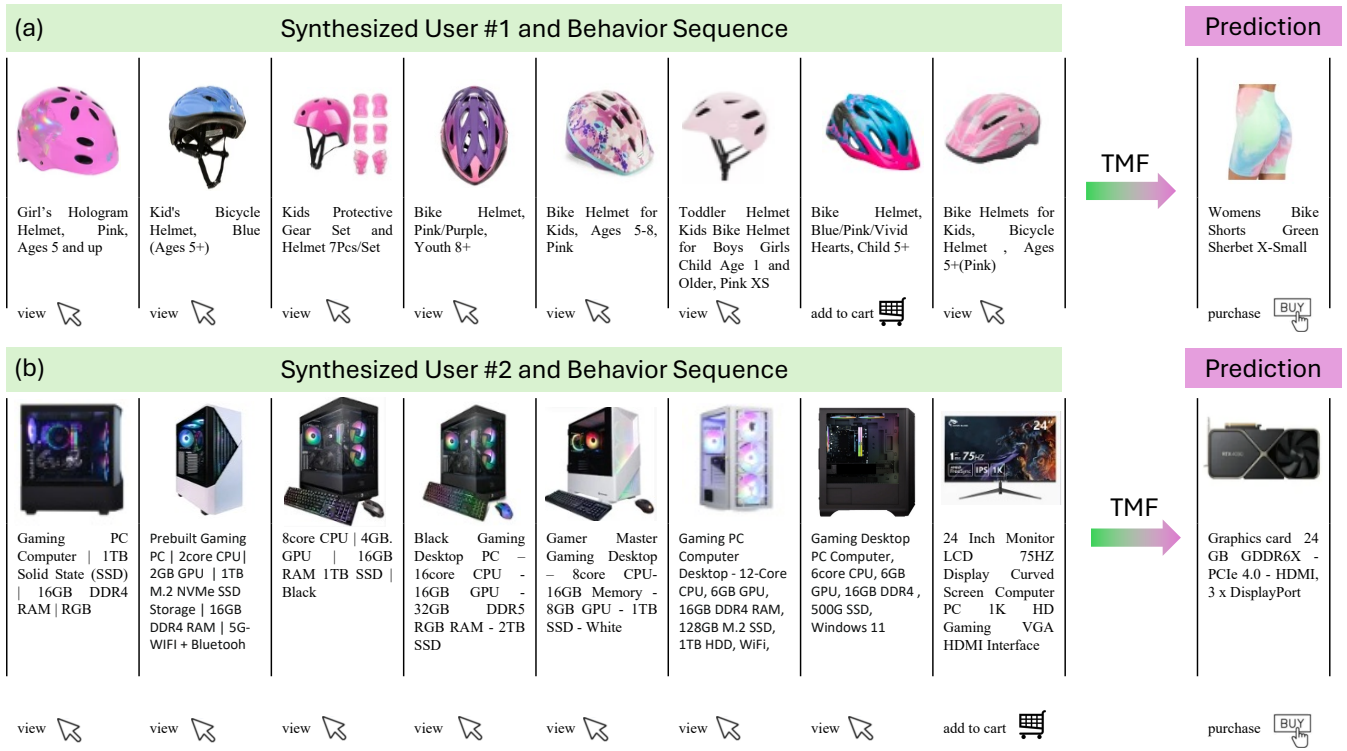 (a) Synthesized User #1 and Behavior Sequence
Prediction
Girl's Hologram
Helmet, Pink,
Ages 5 and up
view
Kid's Bicycle
Helmet, Blue
(Ages 5+)
view
Kids Protective
Gear Set and
Helmet 7Pcs/Set
view
Bike Helmet,
Pink/Purple,
Youth 8+
view
Bike Helmet for
Kids, Ages 5-8,
Pink
view
Toddler Helmet
Kids Bike Helmet
for Boys Girls
Child Age 1 and
Older, Pink XS
view
Bike Helmet,
Blue/Pink/Vivid
Hearts, Child 5+
add to cart
Bike Helmets for
Kids, Bicycle
Helmet , Ages
5+(Pink)
view
TMF
Womens Bike
Shorts Green
Sherbet X-Small
purchase BUY
(b) Synthesized User #2 and Behavior Sequence
Prediction
Gaming PC
Computer | 1TB
Solid State (SSD)
| 16GB DDR4
RAM | RGB
view
Prebuilt Gaming
PC | 2core CPU|
2GB GPU | 1TB
M.2 NVMe SSD
Storage | 16GB
DDR4 RAM | 5G-
WIFI + Bluetooh
view
8core CPU | 4GB.
GPU | 16GB
RAM 1TB SSD |
Black
view
Black Gaming
Desktop PC –
16core CPU -
16GB GPU -
32GB DDR5
RGB RAM - 2TB
SSD
view
Gamer Master
Gaming Desktop
– 8core CPU-
16GB Memory -
8GB GPU - 1TB
SSD - White
view
Gaming PC
Computer
Desktop - 12-Core
CPU, 6GB GPU,
16GB DDR4 RAM,
128GB M.2 SSD,
1TB HDD, WiFi,
view
Gaming Desktop
PC Computer,
6core CPU, 6GB
GPU, 16GB DDR4 ,
500G SSD,
Windows 11
view
24"
75HZ
IPS 1K
24 Inch Monitor
LCD 75HZ
Display Curved
Screen Computer
PC 1K HD
Gaming VGA
HDMI Interface
add to cart
TMF
Graphics card 24
GB GDDR6X -
PCIe 4.0 - HDMI,
3 x DisplayPort
purchase BUY